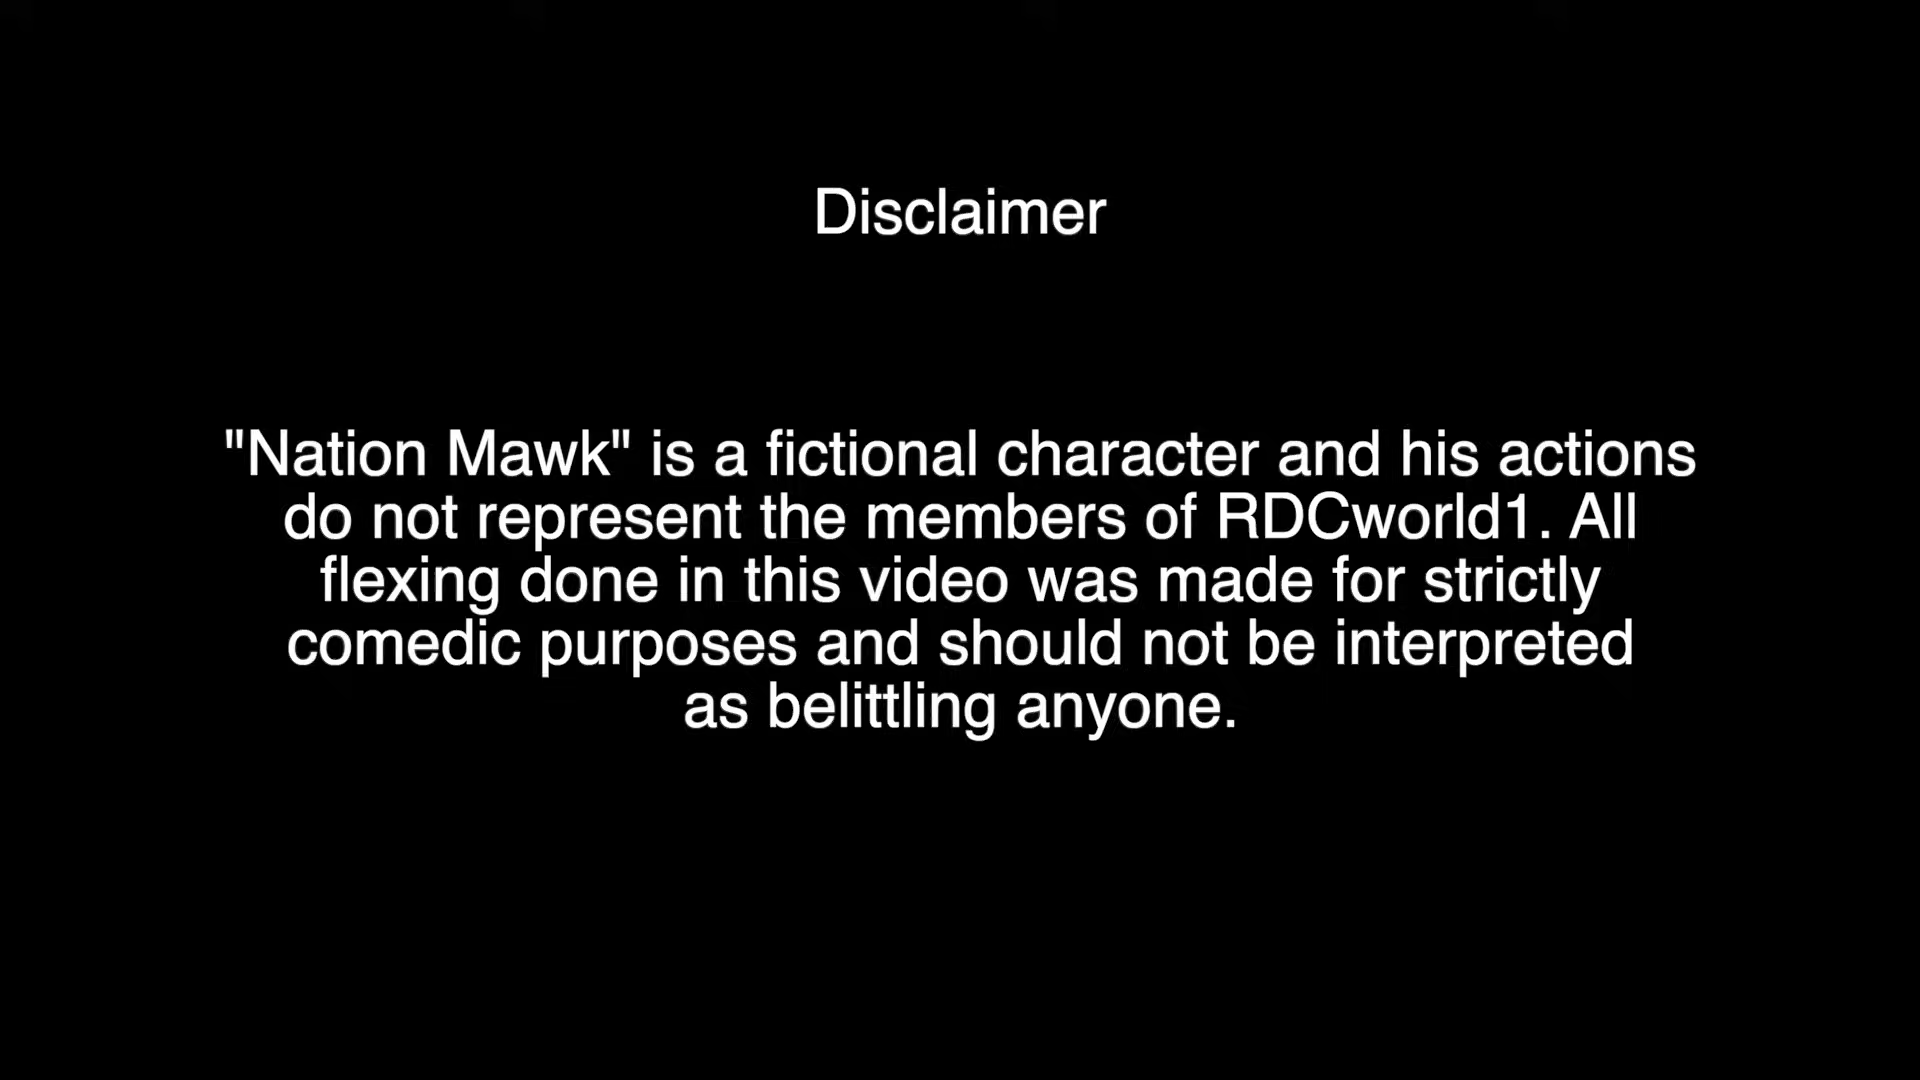 Disclaimer
"Nation Mawk" is a fictional character and his actions
do not represent the members of RDCworld1. All
flexing done in this video was made for strictly
comedic purposes and should not be interpreted
as belittling anyone.